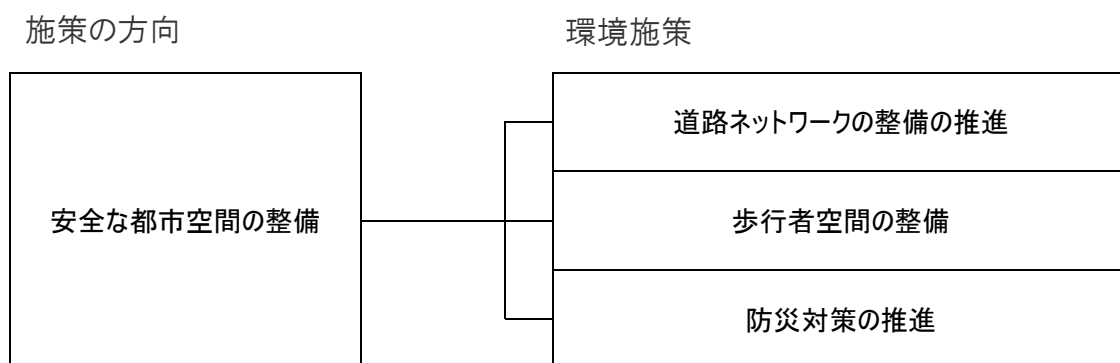 施策の方向
環境施策
安全な都市空間の整備
道路ネットワークの整備の推進
歩行者空間の整備
防災対策の推進